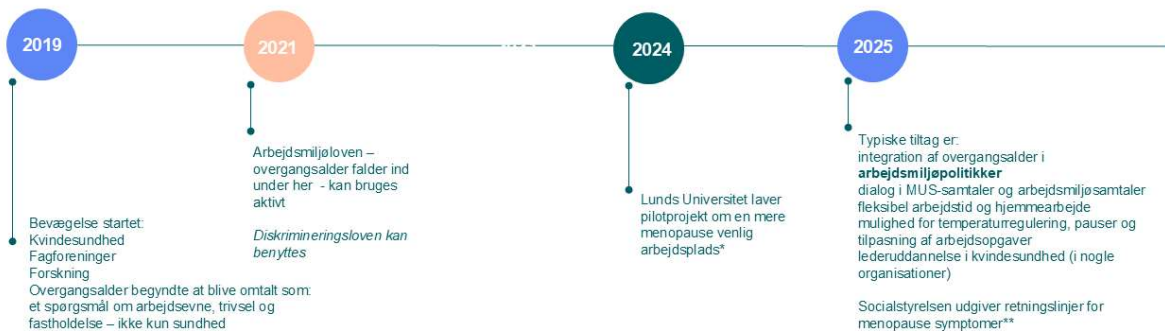 2019
2021
2024
2025
Bevægelse startet:
Kvindesundhed
Fagforeninger
Forskning
Overgangsalder begyndte at blive omtalt som:
et spørgsmål om arbejdsevne, trivsel og
fastholdelse – ikke kun sundhed
Arbejdsmiljøloven –
overgangsalder falder ind
under her - kan bruges
aktivt
Diskrimineringsloven kan
benyttes
Lunds Universitet laver
pilotprojekt om en mere
menopause venlig
arbejdsplads*
Typiske tiltag er:
integration af overgangsalder i
arbejdsmiljøpolitikker
dialog i MUS-samtaler og arbejdsmiljøsamtaler
fleksibel arbejdstid og hjemmearbejde
mulighed for temperaturregulering, pauser og
tilpasning af arbejdsopgaver
lederuddannelse i kvindesundhed (i nogle
organisationer)
Socialstyrelsen udgiver retningslinjer for
menopause symptomer**